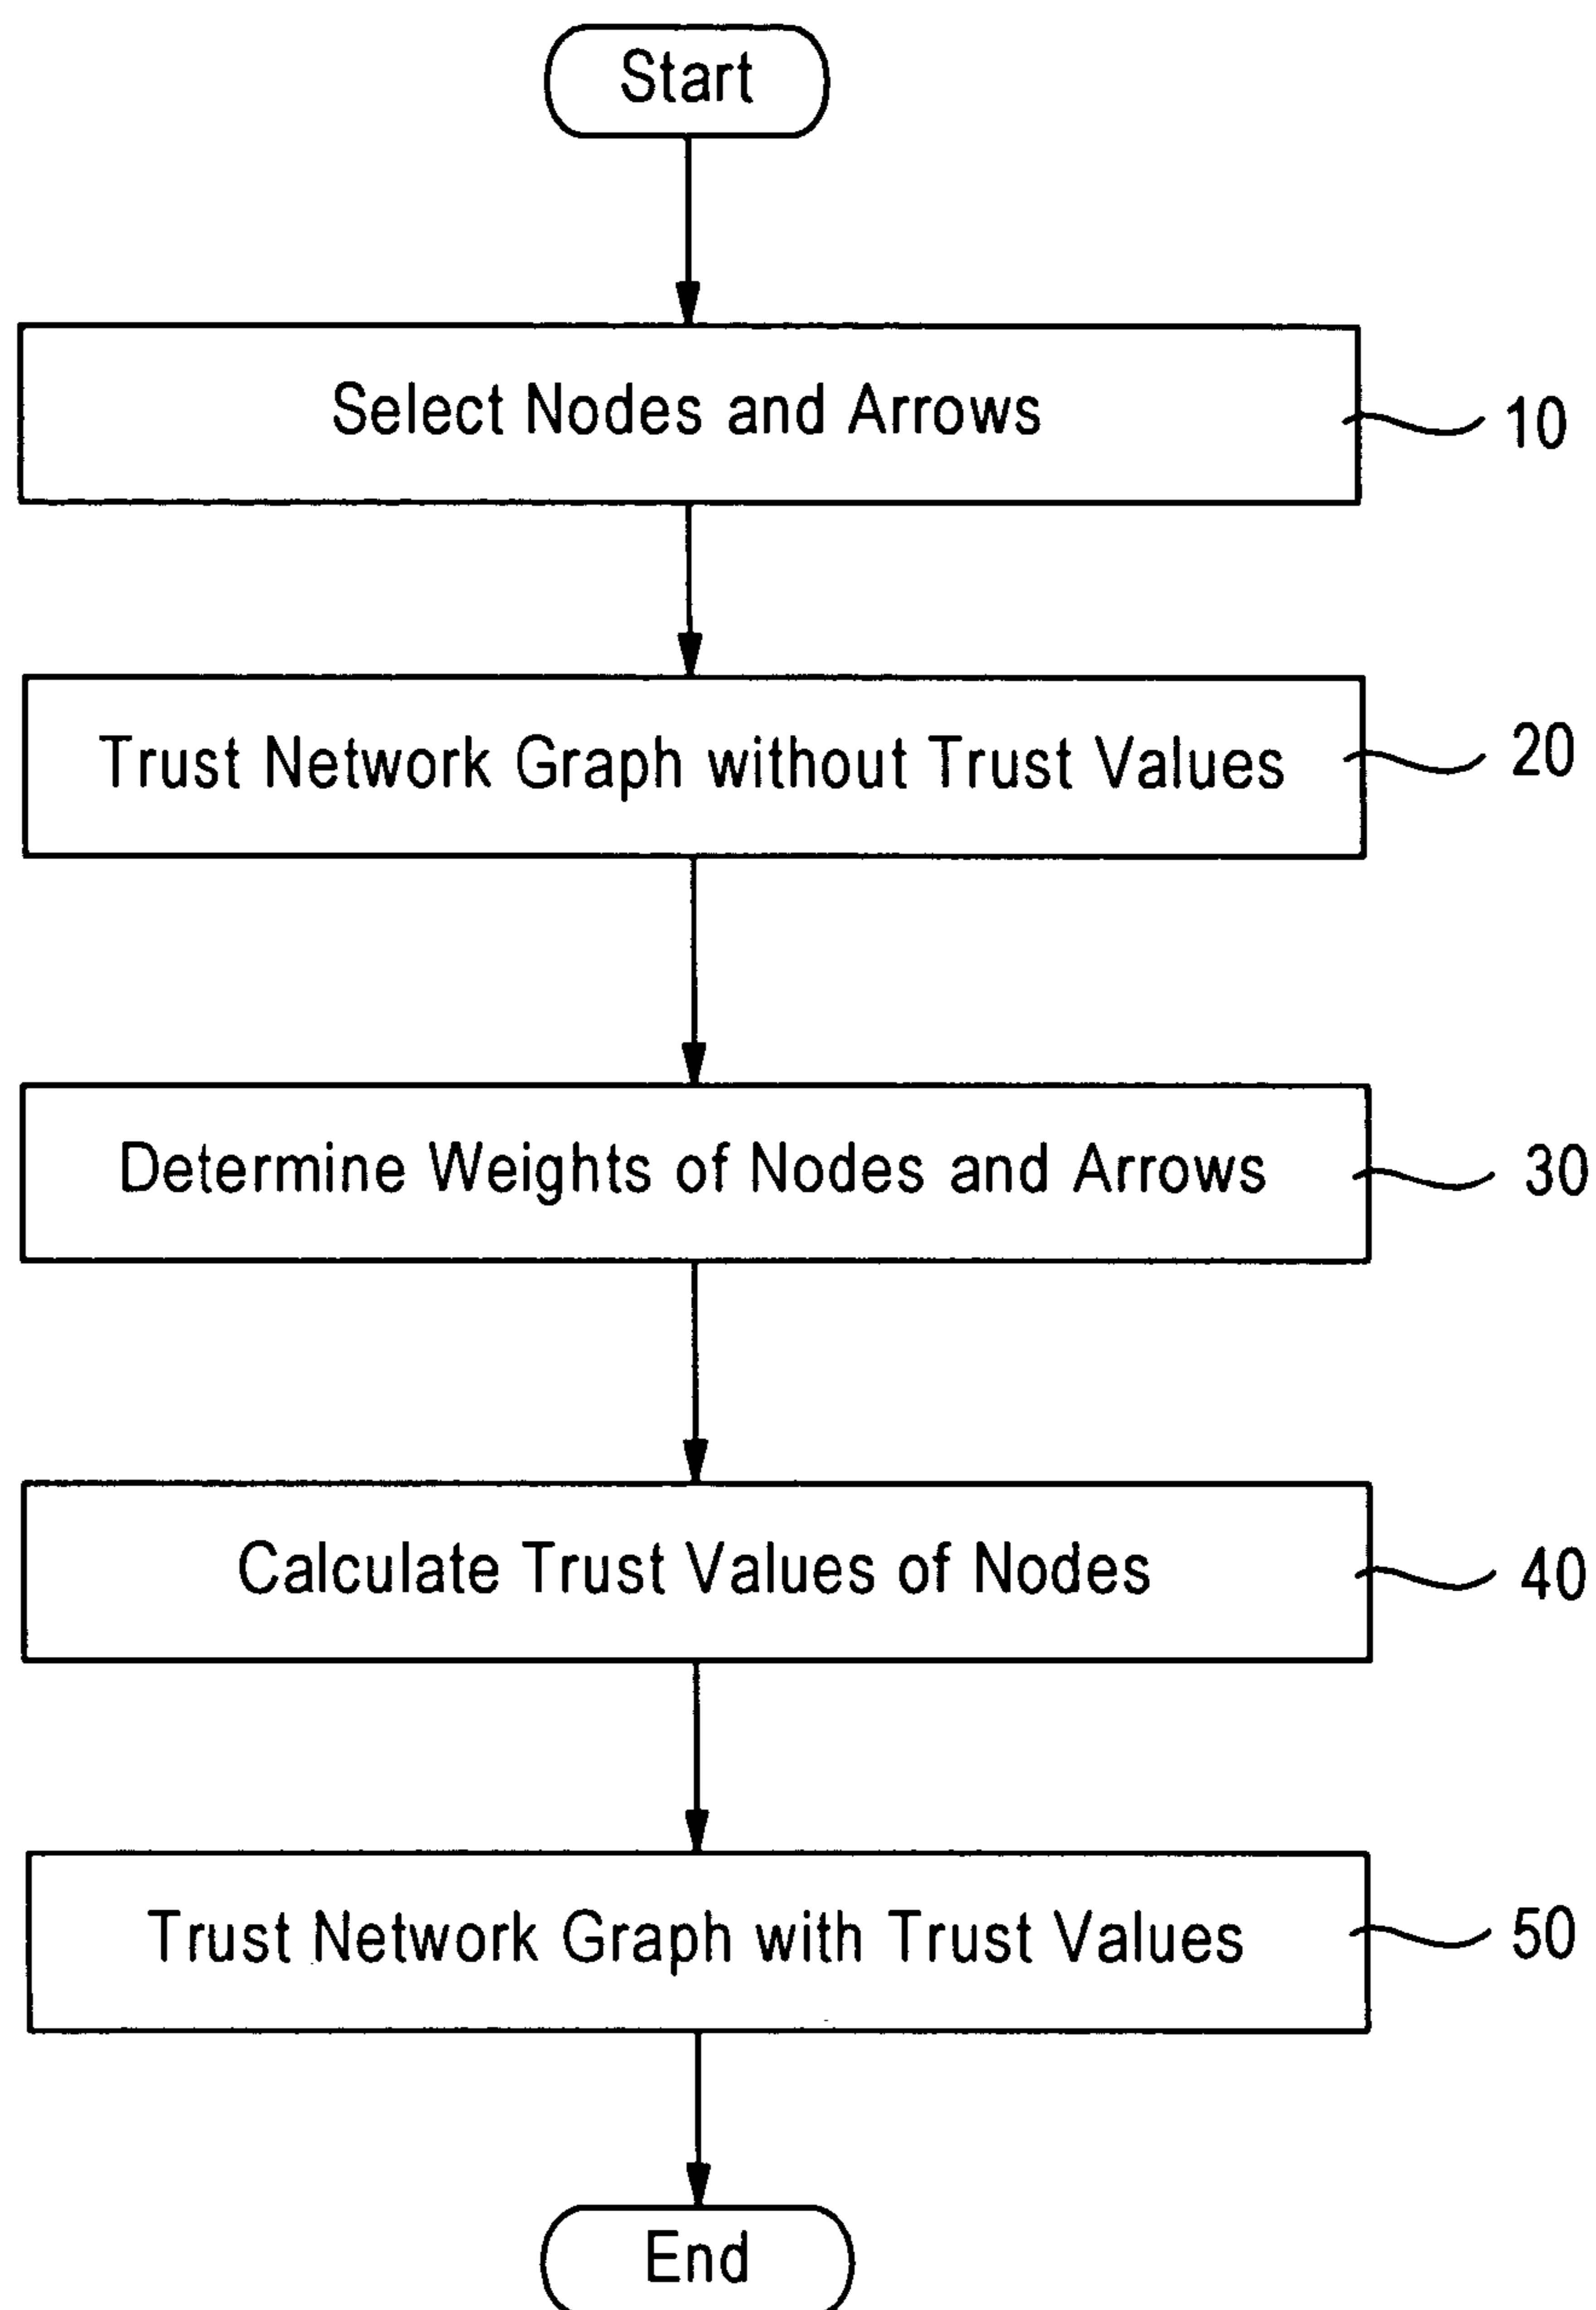 Start
Select Nodes and Arrows
10
Trust Network Graph without Trust Values
20
Determine Weights of Nodes and Arrows
30
Calculate Trust Values of Nodes
40
Trust Network Graph with Trust Values
50
End